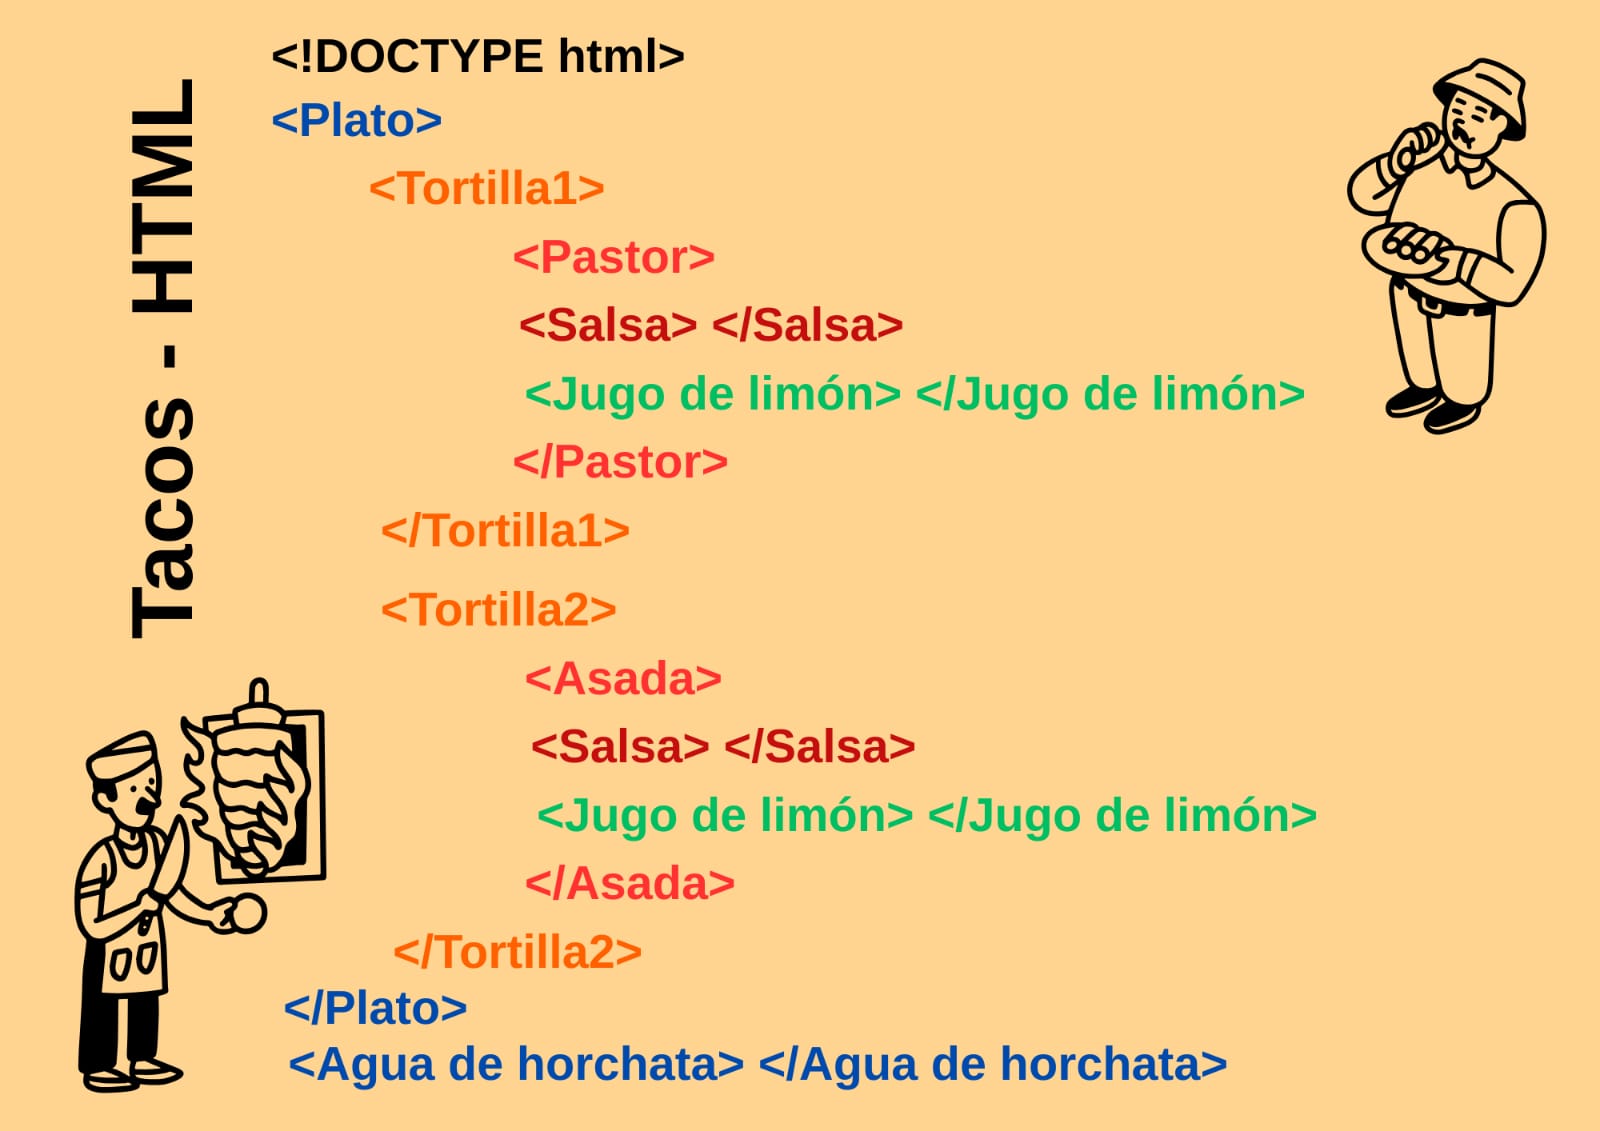 Tacos - HTML
<!DOCTYPE html>
<Plato>
<Tortilla1>
<Pastor>
<Salsa> </Salsa>
<Jugo de limón> </Jugo de limón>
</Pastor>
</Tortilla1>
<Tortilla2>
<Asada>
<Salsa> </Salsa>
<Jugo de limón> </Jugo de limón>
</Asada>
</Tortilla2>
</Plato>
<Agua de horchata> </Agua de horchata>